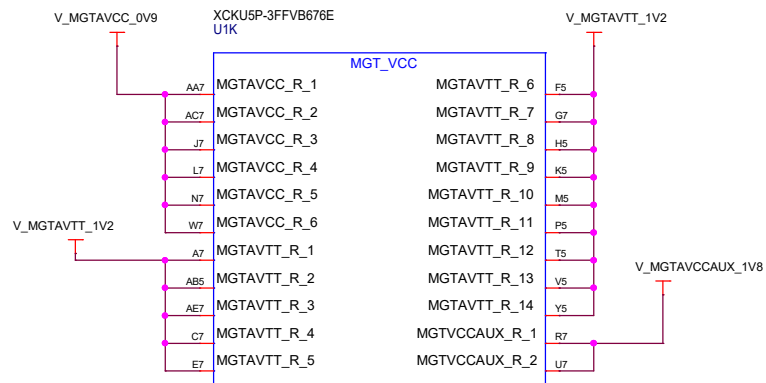 V_MGTAVCC_0V9
XCKU5P-3FFVB676E
U1K
V_MGTAVTT_1V2
MGT_VCC
AA7 MGTAVCC_R_1 MGTAVTT_R_6 F5
AC7 MGTAVCC_R_2 MGTAVTT_R_7 G7
J7 MGTAVCC_R_3 MGTAVTT_R_8 H5
L7 MGTAVCC_R_4 MGTAVTT_R_9 K5
N7 MGTAVCC_R_5 MGTAVTT_R_10 M5
W7 MGTAVCC_R_6 MGTAVTT_R_11 P5
V_MGTAVTT_1V2
A7 MGTAVTT_R_1 MGTAVTT_R_12 T5
V_MGTAVCCAUX_1V8
AB5 MGTAVTT_R_2 MGTAVTT_R_13 V5
AE7 MGTAVTT_R_3 MGTAVTT_R_14 Y5
C7 MGTAVTT_R_4 MGTVCCAUX_R_1 R7
E7 MGTAVTT_R_5 MGTVCCAUX_R_2 U7